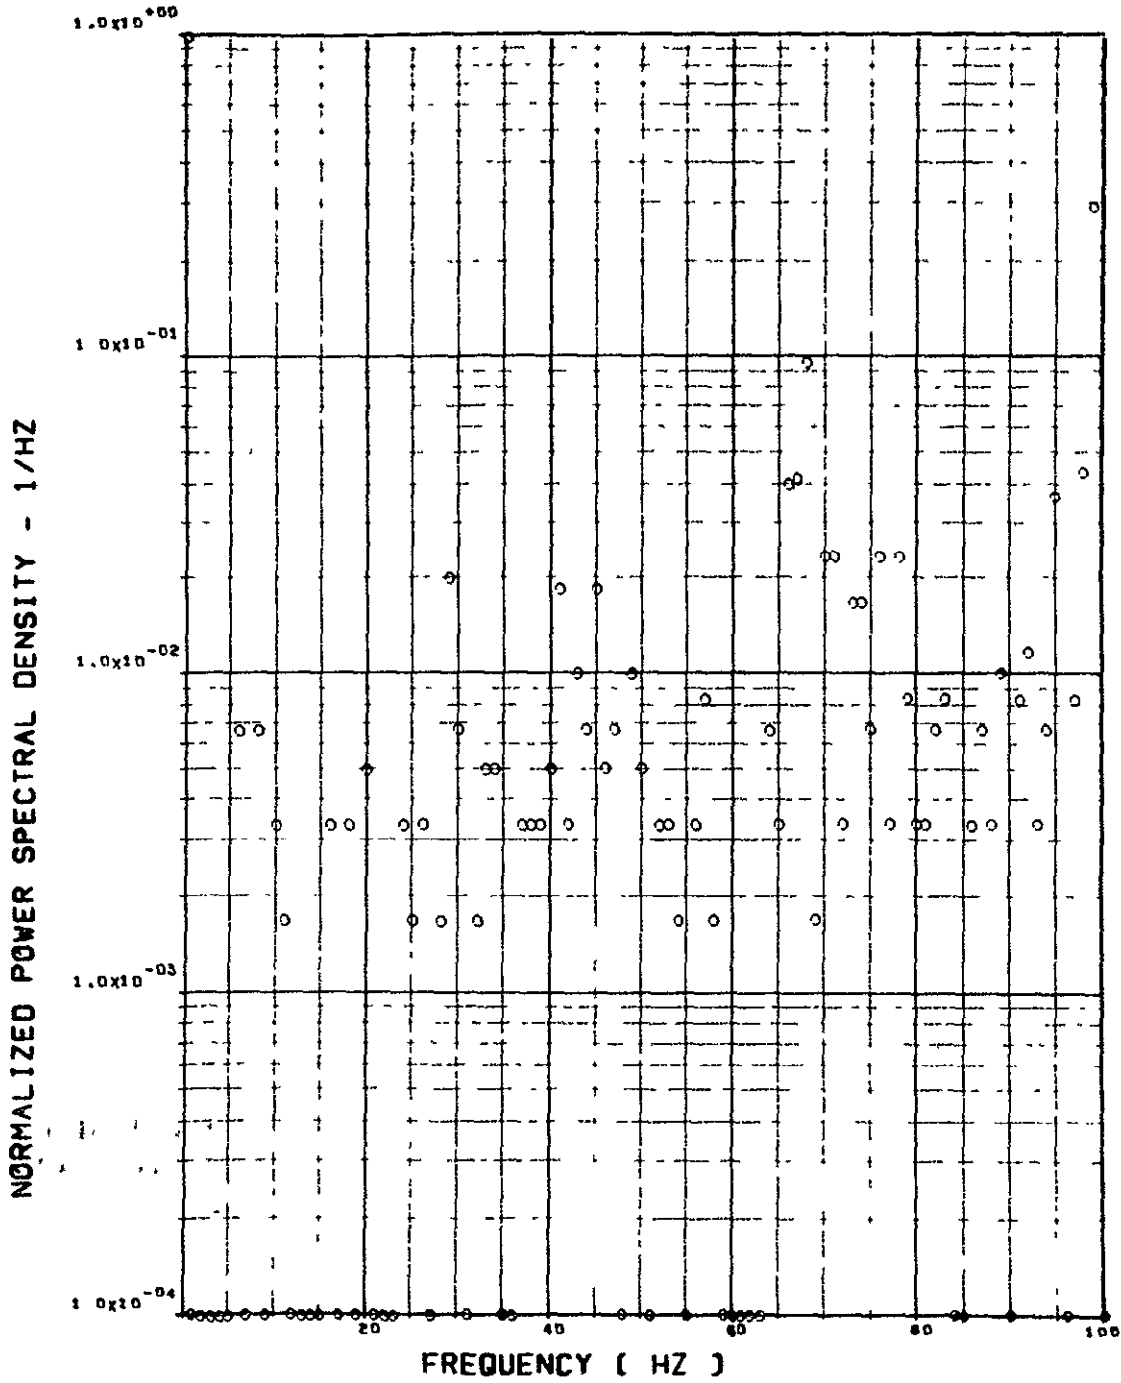 1.0x10+00
1 0x10-01
1.0x10-02
1.0x10-03
1 0x10-04
NORMALIZED POWER SPECTRAL DENSITY - 1/HZ
20 40 60 80 100
FREQUENCY ( HZ )